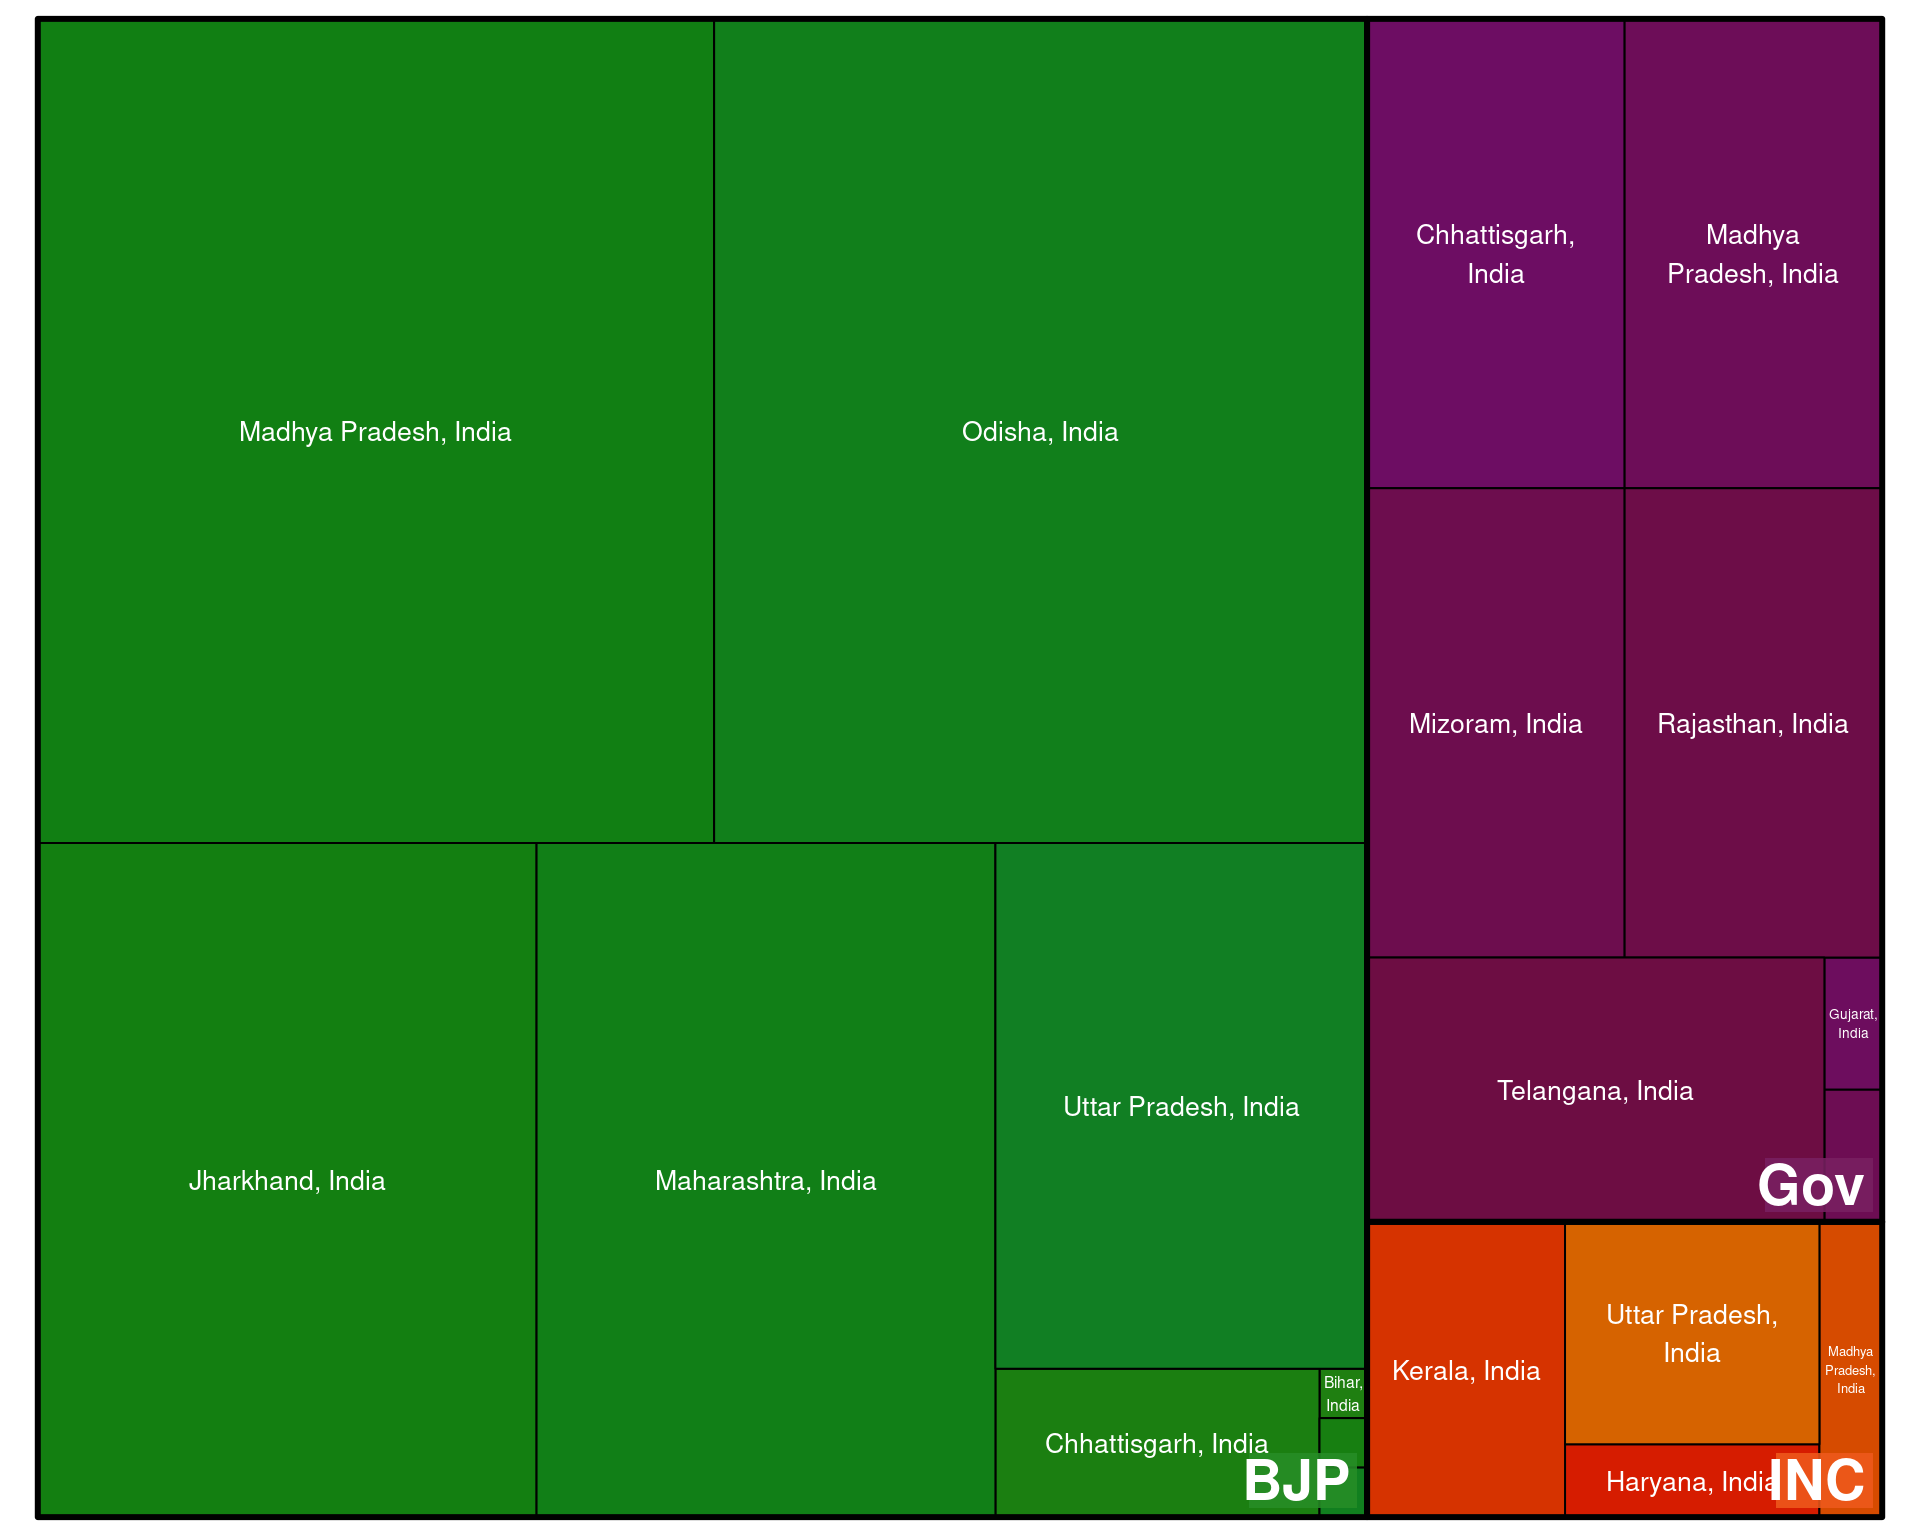 Madhya Pradesh, India
Odisha, India
Jharkhand, India
Maharashtra, India
Uttar Pradesh, India
Chhattisgarh, India
Bihar,
India
BJP
Chhattisgarh,
India
Madhya
Pradesh, India
Mizoram, India
Rajasthan, India
Telangana, India
Gujarat,
India
Gov
Kerala, India
Uttar Pradesh,
India
Madhya
Pradesh,
India
Haryana, India
INC